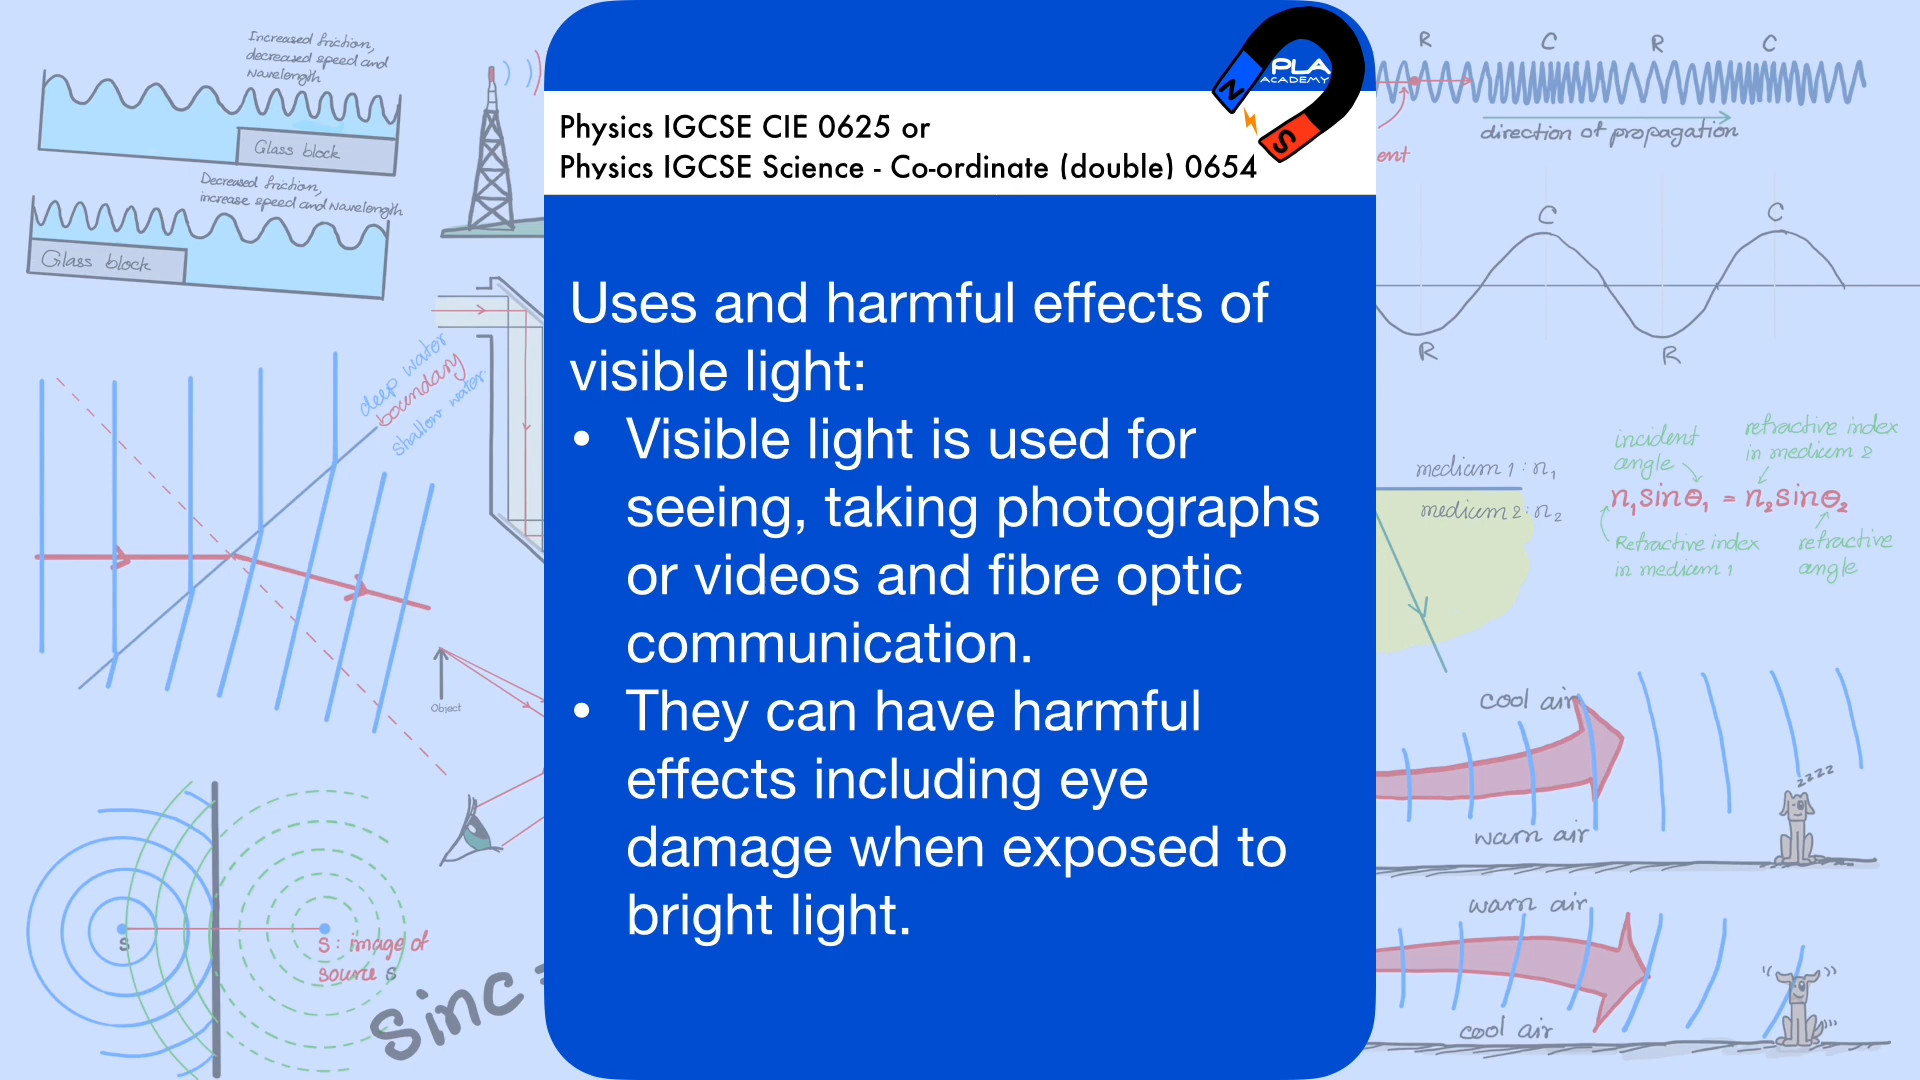 Increased friction,
decreased speed and
wavelength
Glass block
Decreased friction,
increase speed and wavelength
Glass block
deep water
boundary
shallow water
Object
S
S : image of
source S
Sinc =
PLA
ACADEMY
N
S
Physics IGCSE CIE 0625 or
Physics IGCSE Science - Co-ordinate (double) 0654
Uses and harmful effects of
visible light:
• Visible light is used for
seeing, taking photographs
or videos and fibre optic
communication.
• They can have harmful
effects including eye
damage when exposed to
bright light.
R C R C
direction of propagation
ent
C C
R R
medium 1 : n₁
medium 2 : n₂
incident
angle
refractive index
in medium 2
n₁sinθ₁ = n₂sinθ₂
Refractive index
in medium 1
refractive
angle
cool air
zzzz
warm air
warm air
cool air